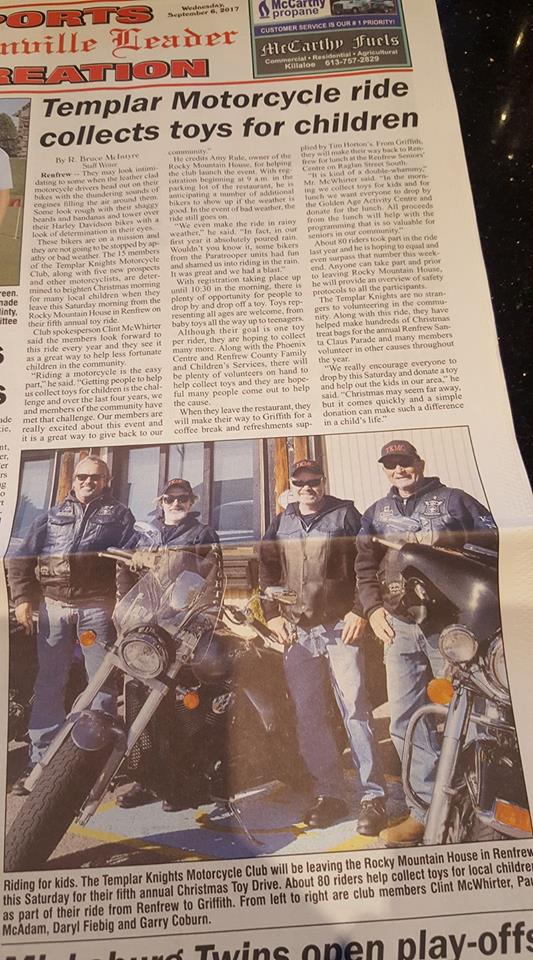 PORTS
nville Leader
REATION
Wednesday,
September 6, 2017
McCarthy
propane
CUSTOMER SERVICE IS OUR # 1 PRIORITY!
McCarthy Fuels
Commercial • Residential • Agricultural
Killaloe 613-757-2829
Templar Motorcycle ride
collects toys for children
By R. Bruce McIntyre
Staff Writer
Renfrew -- They may look intimi-
dating to some when the leather clad
motorcycle drivers head out on their
bikes with the thundering sounds of
engines filling the air around them.
Some look rough with their shaggy
beards and bandanas and tower over
their Harley Davidson bikes with a
look of determination in their eyes.
These bikers are on a mission and
they are not going to be stopped by ap-
athy or bad weather. The 15 members
of the Templar Knights Motorcycle
Club, along with five new prospects
and other motorcyclists, are deter-
mined to brighten Christmas morning
for many local children when they
leave this Saturday morning from the
Rocky Mountain House in Renfrew on
their fifth annual toy ride.
Club spokesperson Clint McWhirter
said the members look forward to
this ride every year and they see it
as a great way to help less fortunate
children in the community.
"Riding a motorcycle is the easy
part," he said. "Getting people to help
us collect toys for children is the chal-
lenge and over the last four years, we
and members of the community have
met that challenge. Our members are
really excited about this event and
it is a great way to give back to our
community."
He credits Amy Rule, owner of the
Rocky Mountain House, for helping
the club launch the event. With reg-
istration beginning at 9 a.m. in the
parking lot of the restaurant, he is
anticipating a number of additional
bikers to show up if the weather is
good. In the event of bad weather, the
ride still goes on.
"We even made the ride in rainy
weather," he said. "In fact, in our
first year it absolutely poured rain.
Wouldn't you know it, some bikers
from the Paratrooper units had fun
and shamed us into riding in the rain.
It was great and we had a blast."
With registration taking place up
until 10:30 in the morning, there is
plenty of opportunity for people to
drop by and drop off a toy. Toys rep-
resenting all ages are welcome, from
baby toys all the way up to teenagers.
Although their goal is one toy
per rider, they are hoping to collect
many more. Along with the Phoenix
Centre and Renfrew County Family
and Children's Services, there will
be plenty of volunteers on hand to
help collect toys and they are hope-
ful many people come out to help
the cause.
When they leave the restaurant, they
will make their way to Griffith for a
coffee break and refreshments sup-
plied by Tim Horton's. From Griffith,
they will make their way back to Ren-
frew for lunch at the Renfrew Seniors'
Centre on Raglan Street South.
"It is kind of a double-whammy,"
Mr. McWhirter said. "In the morn-
ing we collect toys for kids and for
lunch we want everyone to drop by
the Golden Age Activity Centre and
donate for the lunch. All proceeds
from the lunch will help with the
programming that is so valuable for
seniors in our community."
About 80 riders took part in the ride
last year and he is hoping to equal and
even surpass that number this week-
end. Anyone can take part and prior
to leaving Rocky Mountain House,
he will provide an overview of safety
protocols to all the participants.
The Templar Knights are no stran-
gers to volunteering in the commu-
nity. Along with this ride, they have
helped make hundreds of Christmas
treat bags for the annual Renfrew San-
ta Claus Parade and many members
volunteer in other causes throughout
the year.
"We really encourage everyone to
drop by this Saturday and donate a toy
and help out the kids in our area," he
said. "Christmas may seem far away,
but it comes quickly and a simple
donation can make such a difference
in a child's life."
TKMC
Riding for kids. The Templar Knights Motorcycle Club will be leaving the Rocky Mountain House in Renfrew
this Saturday for their fifth annual Christmas Toy Drive. About 80 riders help collect toys for local children
as part of their ride from Renfrew to Griffith. From left to right are club members Clint McWhirter, Pau
McAdam, Daryl Fiebig and Garry Coburn.
Twins open play-offs